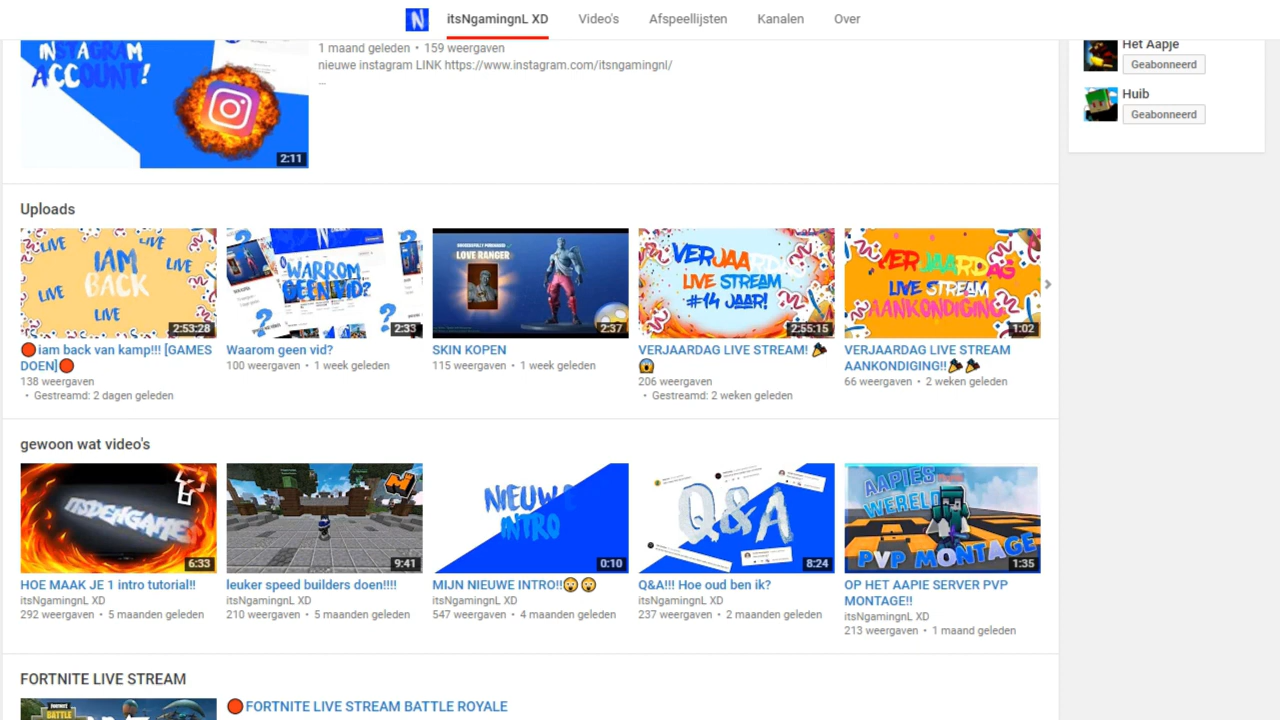 itsNgamingnL XD
Video's
Afspeellijsten
Kanalen
Over
INSTAGRAM
ACCOUNT!
2:11
1 maand geleden • 159 weergaven
nieuwe instagram LINK https://www.instagram.com/itsngamingnl/
...
Het Aapje
Geabonneerd
Huib
Geabonneerd
Uploads
LIVE
LIVE
LIVE
LIVE
LIVE
IAM
BACK
2:53:28
🔴iam back van kamp!!! [GAMES
DOEN]🔴
138 weergaven
• Gestreamd: 2 dagen geleden
WARROM
GEEN VID?
2:33
Waarom geen vid?
100 weergaven • 1 week geleden
LOVE RANGER
2:37
SKIN KOPEN
115 weergaven • 1 week geleden
VERJAARDAG
LIVE STREAM
#14 JAAR!
2:55:15
VERJAARDAG LIVE STREAM! 🎉
😱
206 weergaven
• Gestreamd: 2 weken geleden
VERJAARDAG
LIVE STREAM
AANKONDIGING
1:02
VERJAARDAG LIVE STREAM
AANKONDIGING!!🎉🎉
66 weergaven • 2 weken geleden
gewoon wat video's
6:33
HOE MAAK JE 1 intro tutorial!!
itsNgamingnL XD
292 weergaven • 5 maanden geleden
9:41
leuker speed builders doen!!!!
itsNgamingnL XD
210 weergaven • 5 maanden geleden
NIEUWE
INTRO
0:10
MIJN NIEUWE INTRO!!😲😲
itsNgamingnL XD
547 weergaven • 4 maanden geleden
Q&A
8:24
Q&A!!! Hoe oud ben ik?
itsNgamingnL XD
237 weergaven • 2 maanden geleden
AAPIES
WERELD
PVP MONTAGE
1:35
OP HET AAPIE SERVER PVP
MONTAGE!!
itsNgamingnL XD
213 weergaven • 1 maand geleden
FORTNITE LIVE STREAM
FORTNITE
BATTLE
🔴FORTNITE LIVE STREAM BATTLE ROYALE